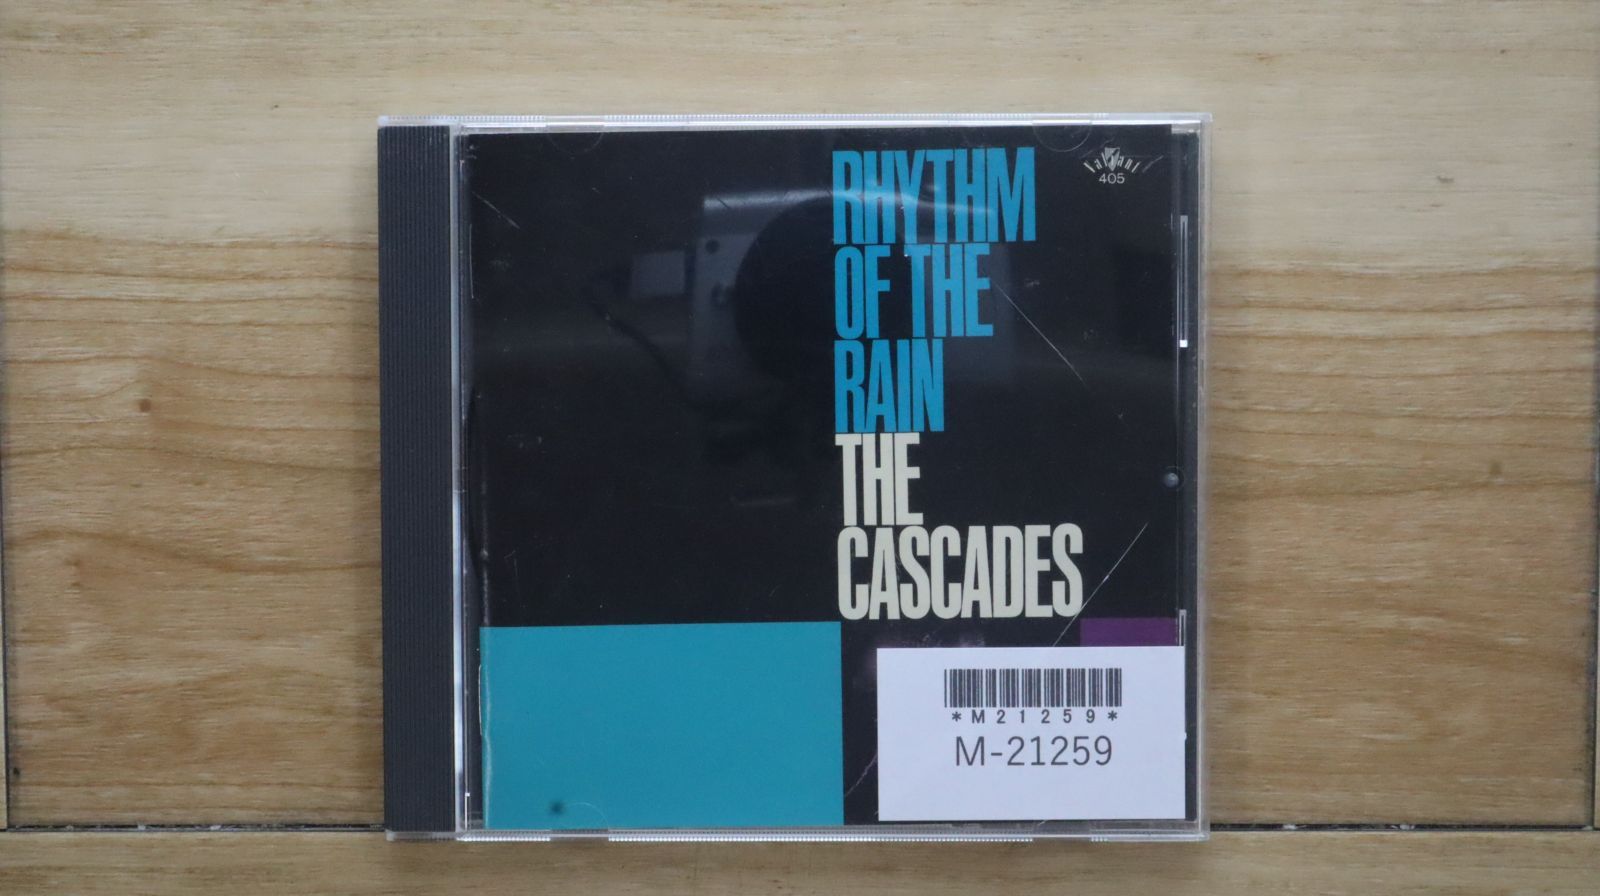 Valiant
405
RHYTHM
OF THE
RAIN
THE
CASCADES
*M21259*
M-21259